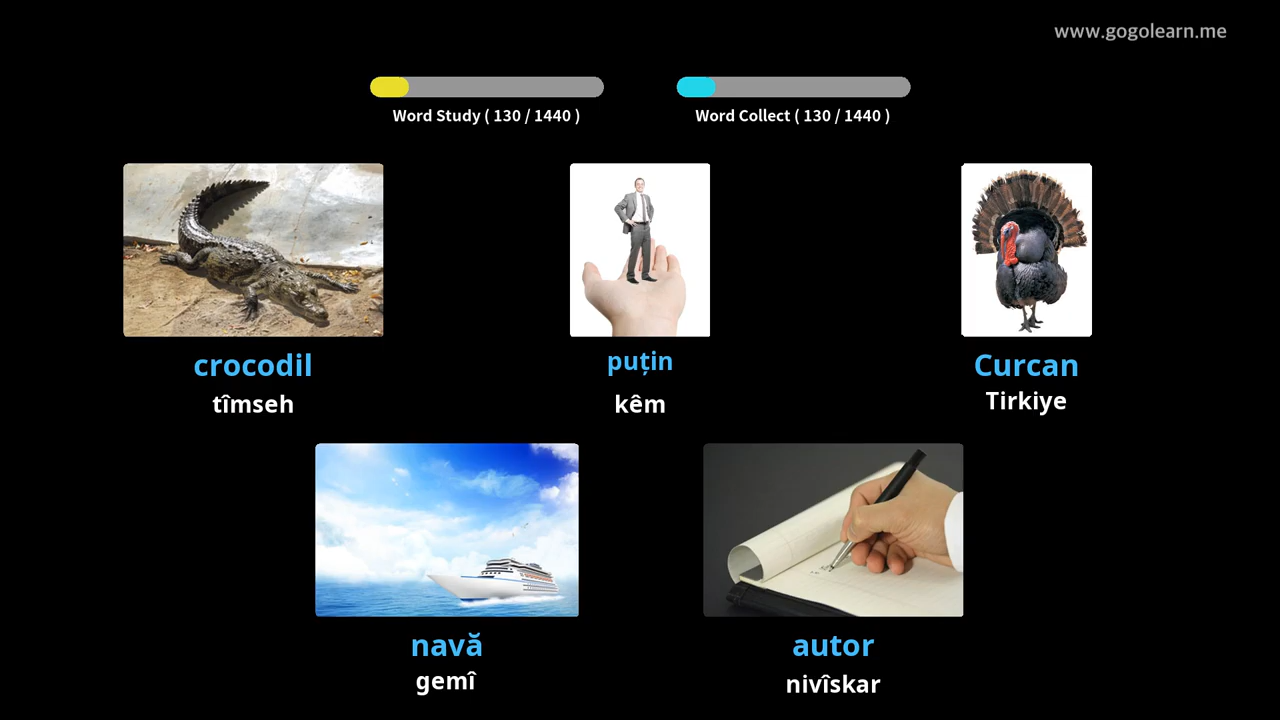 www.gogolearn.me
Word Study ( 130 / 1440 )
Word Collect ( 130 / 1440 )
crocodil
tîmseh
puțin
kêm
Curcan
Tirkiye
navă
gemî
autor
nivîskar